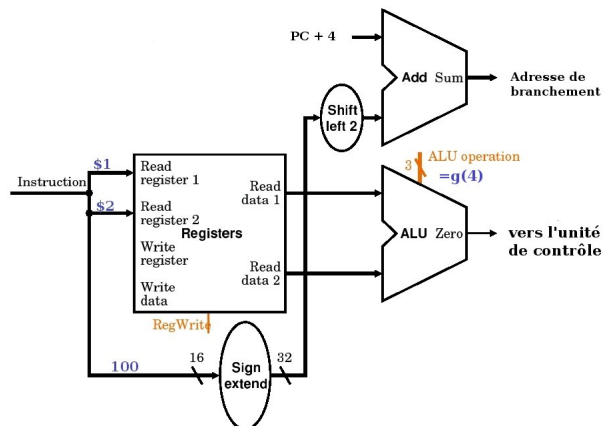 PC + 4
Add
Sum
Adresse de
branchement
Shift
left 2
3
ALU operation
=g(4)
$1
Instruction
Read
register 1
Read
data 1
$2
Read
register 2
Registers
Write
register
Read
data 2
Write
data
ALU
Zero
vers l'unité
de contrôle
RegWrite
100
16
Sign
extend
32